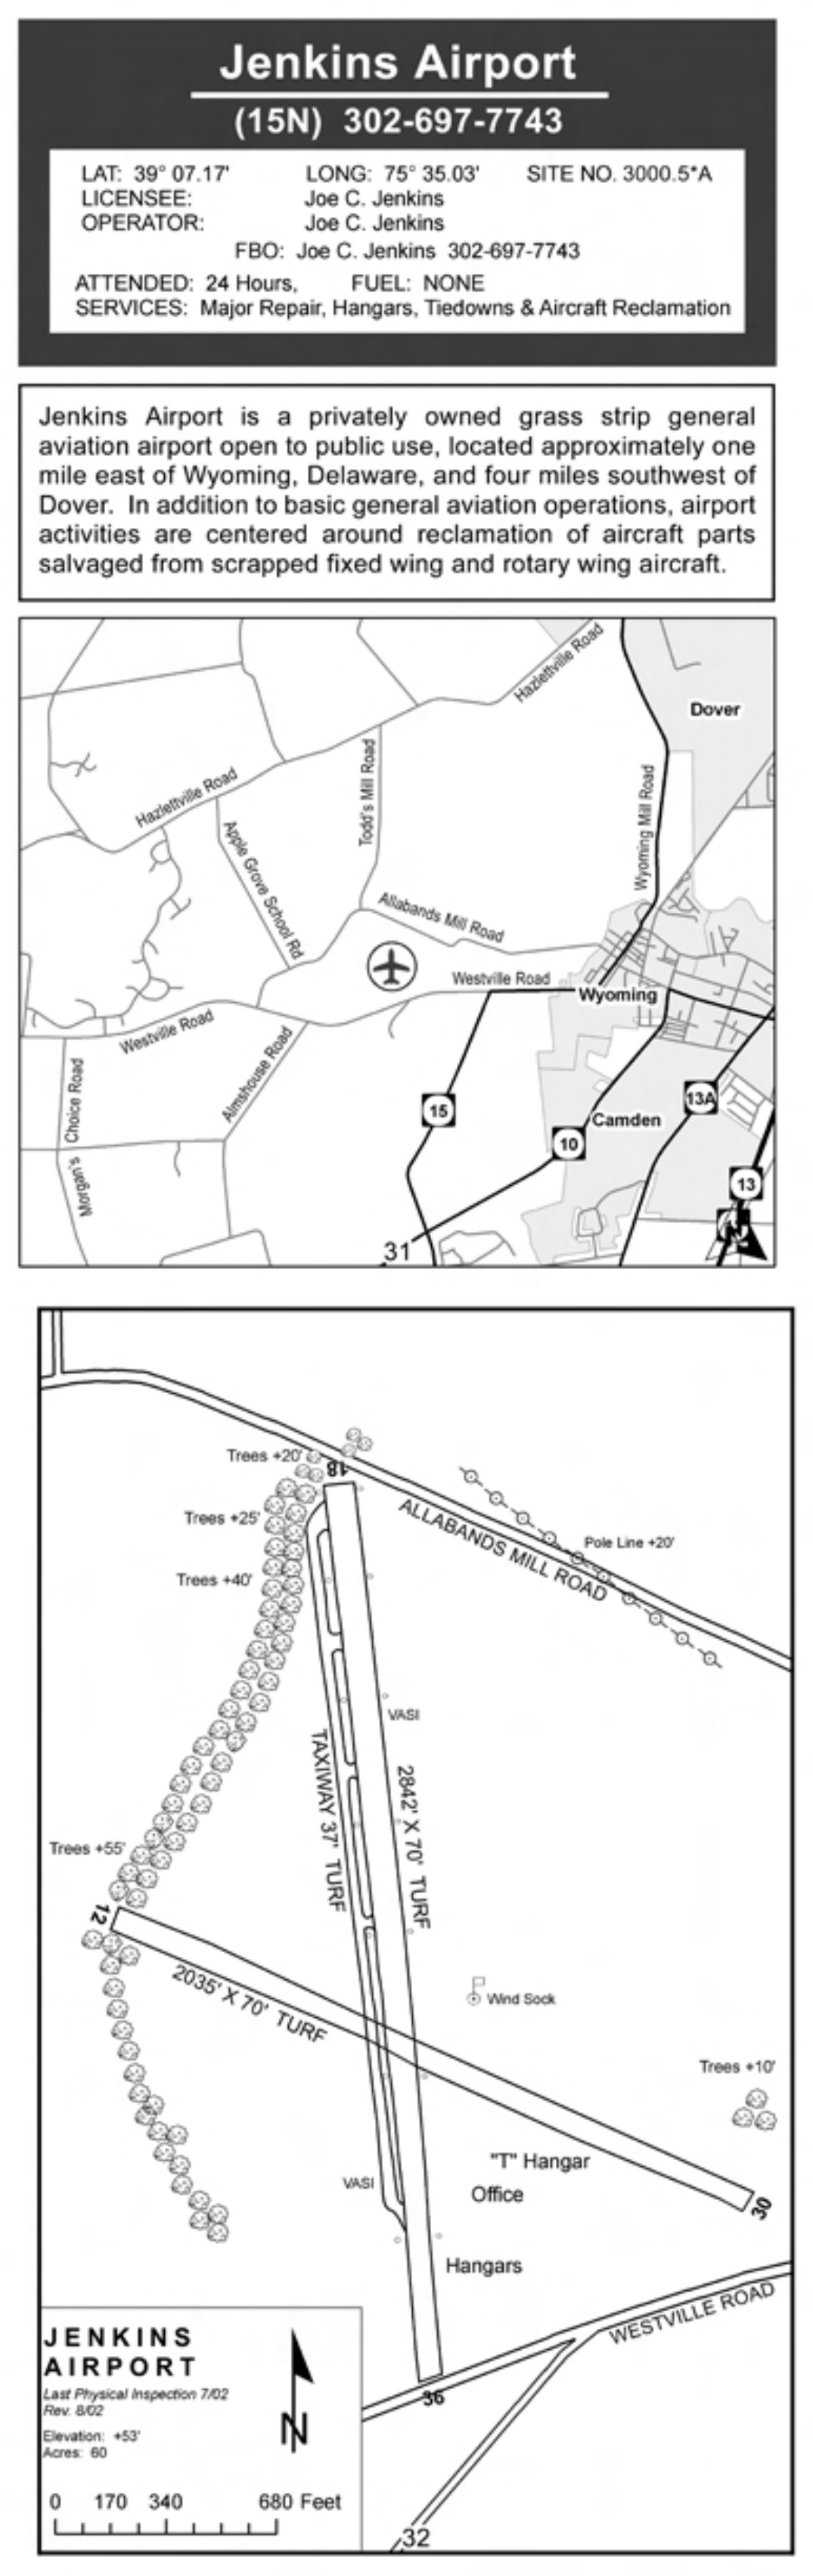 Jenkins Airport
(15N) 302-697-7743
LAT: 39° 07.17' LONG: 75° 35.03' SITE NO. 3000.5*A
LICENSEE: Joe C. Jenkins
OPERATOR: Joe C. Jenkins
FBO: Joe C. Jenkins 302-697-7743
ATTENDED: 24 Hours, FUEL: NONE
SERVICES: Major Repair, Hangars, Tiedowns & Aircraft Reclamation
Jenkins Airport is a privately owned grass strip general
aviation airport open to public use, located approximately one
mile east of Wyoming, Delaware, and four miles southwest of
Dover. In addition to basic general aviation operations, airport
activities are centered around reclamation of aircraft parts
salvaged from scrapped fixed wing and rotary wing aircraft.
Hazlettville Road
Dover
Hazlettville Road
Todd's Mill Road
Wyoming Mill Road
Apple Grove School Rd
Allabands Mill Road
Westville Road
Wyoming
Westville Road
Almshouse Road
Choice Road
Morgan's
15
13A
Camden
10
13
N
31
Trees +20'
18
Trees +25'
ALLABANDS MILL ROAD
Pole Line +20'
Trees +40'
VASI
TAXIWAY 37' TURF
2842' X 70' TURF
Trees +55'
12
2035' X 70' TURF
Wind Sock
Trees +10'
"T" Hangar
VASI
Office
30
Hangars
WESTVILLE ROAD
36
JENKINS
AIRPORT
Last Physical Inspection 7/02
Rev. 8/02
Elevation: +53'
Acres: 60
N
0 170 340 680 Feet
32